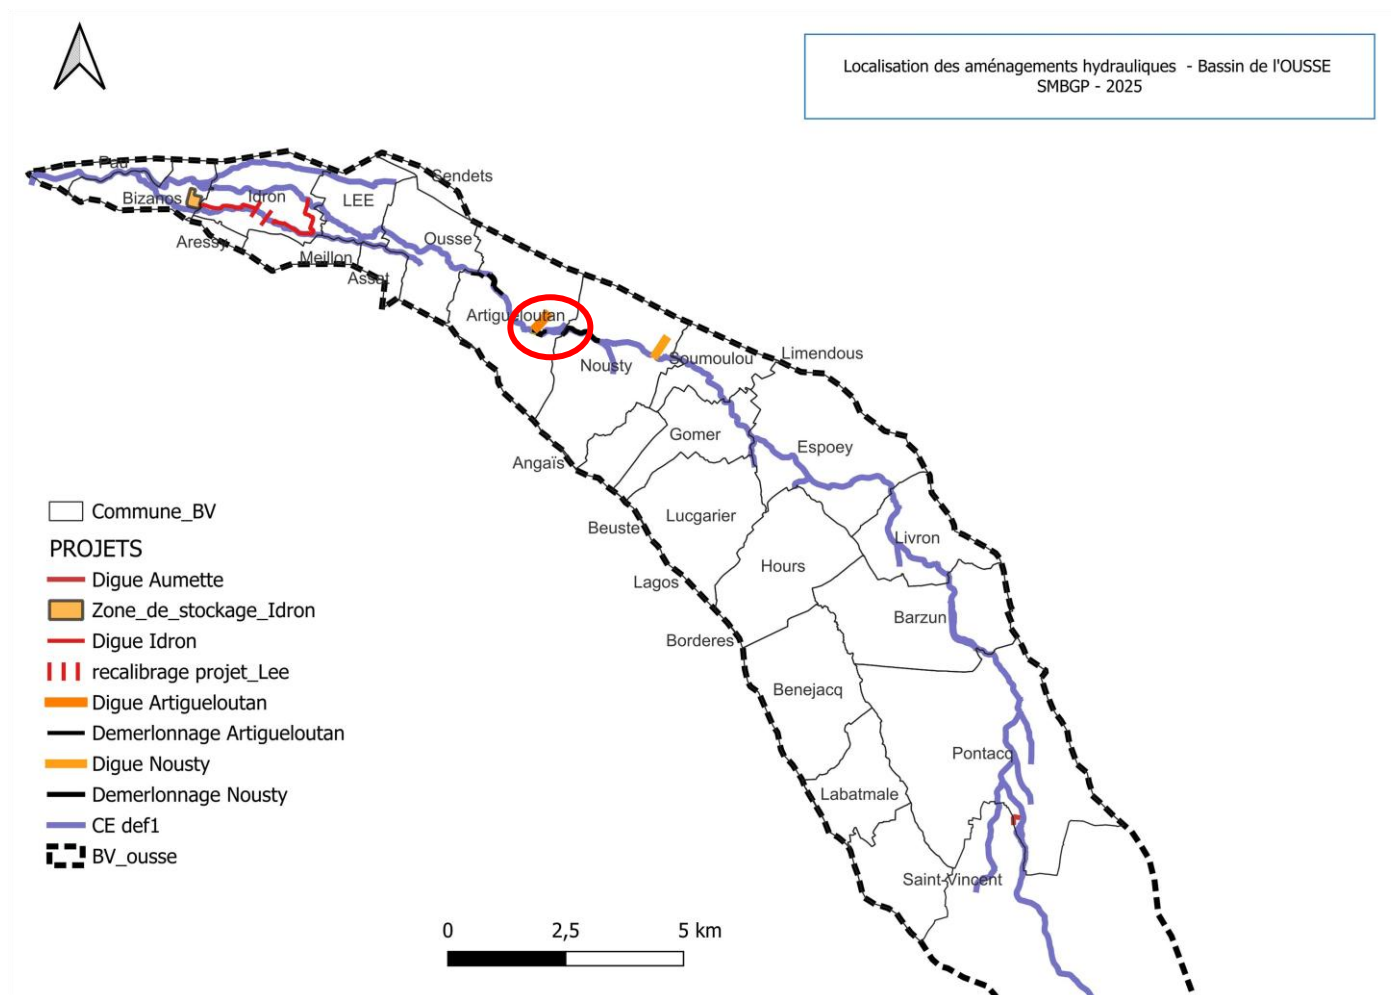 Localisation des aménagements hydrauliques - Bassin de l'OUSSE
SMBGP - 2025
Pau
Sendets
Bizanos
Idron
LEE
Aressy
Ousse
Meillon
Assat
Artigueloutan
Nousty
Soumoulou
Limendous
Gomer
Espoey
Angaïs
Lucgarier
Beuste
Livron
Hours
Lagos
Barzun
Borderes
Benejacq
Pontacq
Labatmale
Saint-Vincent
Commune_BV
PROJETS
Digue Aumette
Zone_de_stockage_Idron
Digue Idron
recalibrage projet_Lee
Digue Artigueloutan
Demerlonnage Artigueloutan
Digue Nousty
Demerlonnage Nousty
CE def1
BV_ousse
0 2,5 5 km